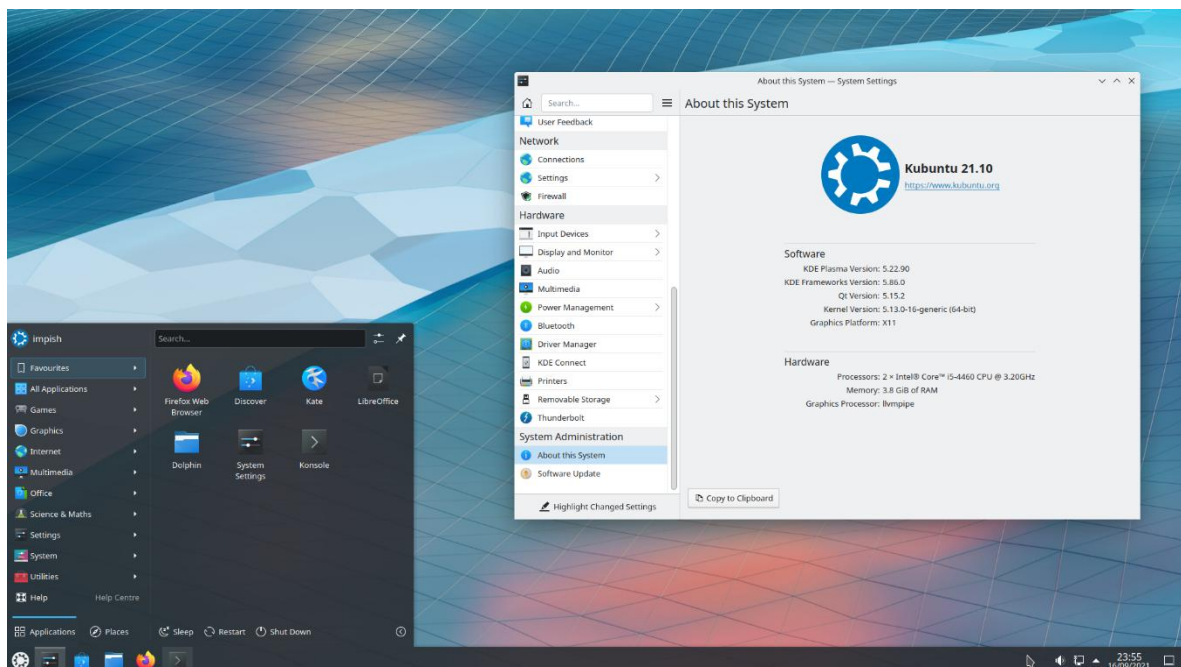 About this System — System Settings
Search...
About this System
User Feedback
Network
Connections
Settings
Firewall
Hardware
Input Devices
Display and Monitor
Audio
Multimedia
Power Management
Bluetooth
Driver Manager
KDE Connect
Printers
Removable Storage
Thunderbolt
System Administration
About this System
Software Update
Highlight Changed Settings
Kubuntu 21.10
https://www.kubuntu.org
Software
KDE Plasma Version: 5.22.90
KDE Frameworks Version: 5.86.0
Qt Version: 5.15.2
Kernel Version: 5.13.0-16-generic (64-bit)
Graphics Platform: X11
Hardware
Processors: 2 × Intel® Core™ i5-4460 CPU @ 3.20GHz
Memory: 3.8 GiB of RAM
Graphics Processor: llvmpipe
Copy to Clipboard
impish
Search...
Favourites
All Applications
Games
Graphics
Internet
Multimedia
Office
Science & Maths
Settings
System
Utilities
Help Help Centre
Firefox Web
Browser
Discover
Kate
LibreOffice
Dolphin
System
Settings
Konsole
Applications Places Sleep Restart Shut Down
23:55
16/09/2021